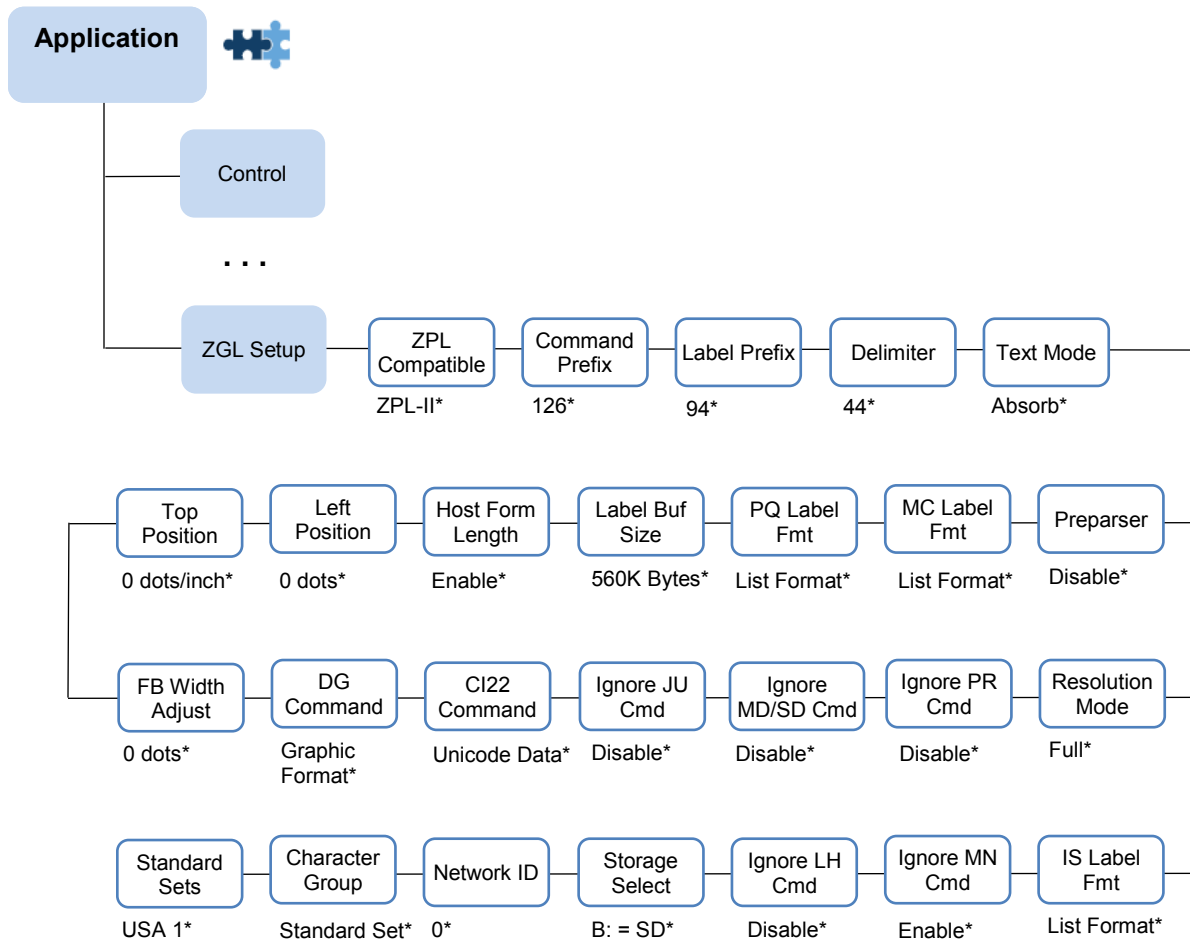 Application
Control
. . .
ZGL Setup
ZPL
Compatible
ZPL-II*
Command
Prefix
126*
Label Prefix
94*
Delimiter
44*
Text Mode
Absorb*
Top
Position
0 dots/inch*
Left
Position
0 dots*
Host Form
Length
Enable*
Label Buf
Size
560K Bytes*
PQ Label
Fmt
List Format*
MC Label
Fmt
List Format*
Preparser
Disable*
FB Width
Adjust
0 dots*
DG
Command
Graphic
Format*
CI22
Command
Unicode Data*
Ignore JU
Cmd
Disable*
Ignore
MD/SD Cmd
Disable*
Ignore PR
Cmd
Disable*
Resolution
Mode
Full*
Standard
Sets
USA 1*
Character
Group
Standard Set*
Network ID
0*
Storage
Select
B: = SD*
Ignore LH
Cmd
Disable*
Ignore MN
Cmd
Enable*
IS Label
Fmt
List Format*